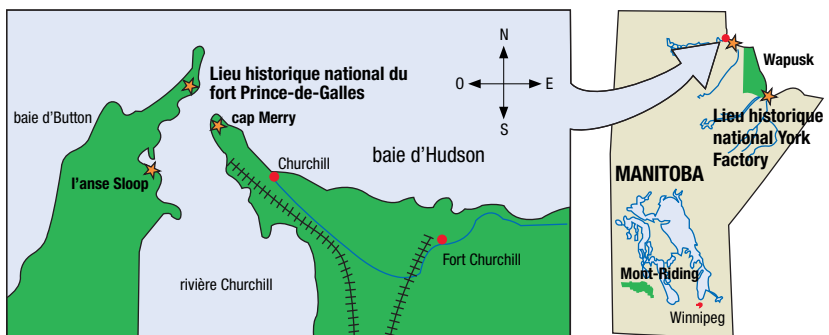 N
O
E
S
Lieu historique national du
fort Prince-de-Galles
baie d'Button
cap Merry
baie d'Hudson
Churchill
l'anse Sloop
Fort Churchill
rivière Churchill
Wapusk
Lieu historique
national York
Factory
MANITOBA
Mont-Riding
Winnipeg